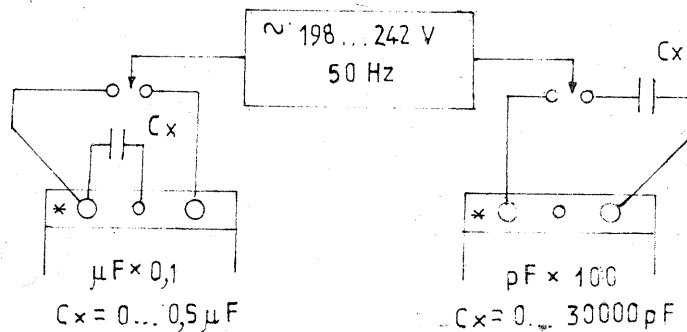 ~ 198...242 V
50 Hz
Cx
Cx
*
*
µF × 0,1
Cx = 0... 0,5 µF
pF × 100
Cx = 0... 30000 pF